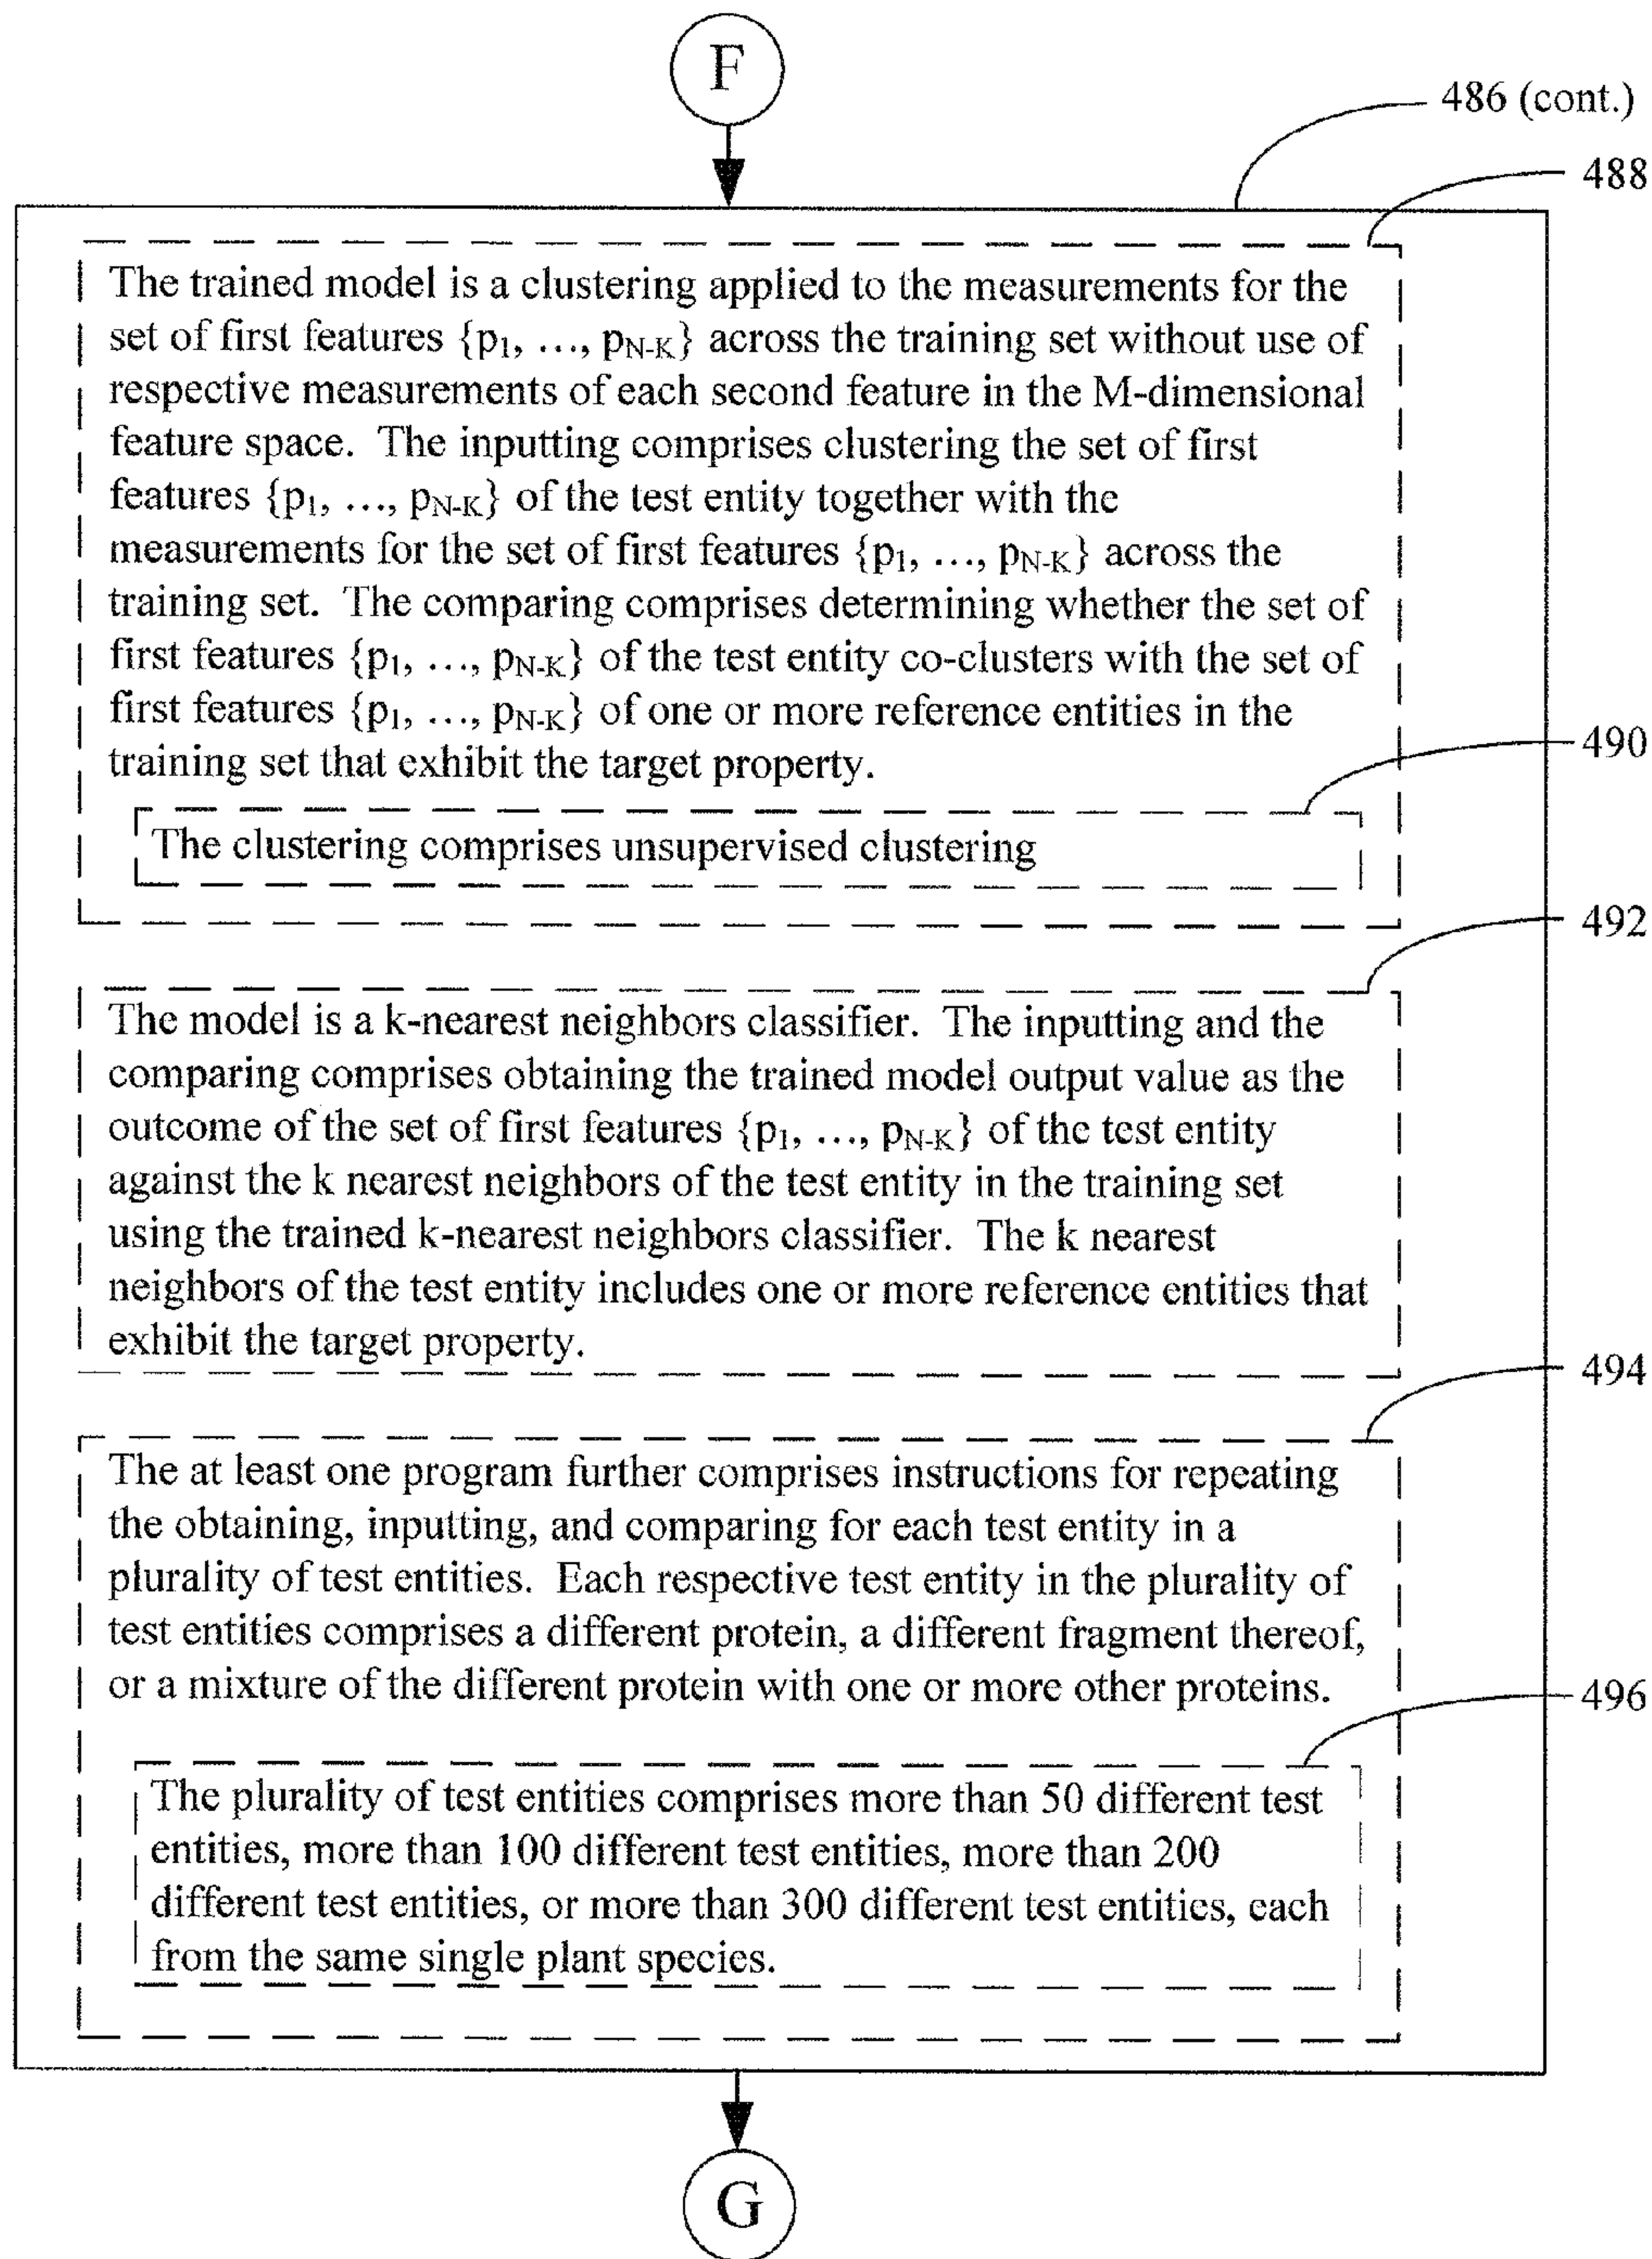 F
486 (cont.)
488
The trained model is a clustering applied to the measurements for the
set of first features {p₁, …, p_N-K} across the training set without use of
respective measurements of each second feature in the M-dimensional
feature space. The inputting comprises clustering the set of first
features {p₁, …, p_N-K} of the test entity together with the
measurements for the set of first features {p₁, …, p_N-K} across the
training set. The comparing comprises determining whether the set of
first features {p₁, …, p_N-K} of the test entity co-clusters with the set of
first features {p₁, …, p_N-K} of one or more reference entities in the
training set that exhibit the target property.
490
The clustering comprises unsupervised clustering
492
The model is a k-nearest neighbors classifier. The inputting and the
comparing comprises obtaining the trained model output value as the
outcome of the set of first features {p₁, …, p_N-K} of the test entity
against the k nearest neighbors of the test entity in the training set
using the trained k-nearest neighbors classifier. The k nearest
neighbors of the test entity includes one or more reference entities that
exhibit the target property.
494
The at least one program further comprises instructions for repeating
the obtaining, inputting, and comparing for each test entity in a
plurality of test entities. Each respective test entity in the plurality of
test entities comprises a different protein, a different fragment thereof,
or a mixture of the different protein with one or more other proteins.
496
The plurality of test entities comprises more than 50 different test
entities, more than 100 different test entities, more than 200
different test entities, or more than 300 different test entities, each
from the same single plant species.
G